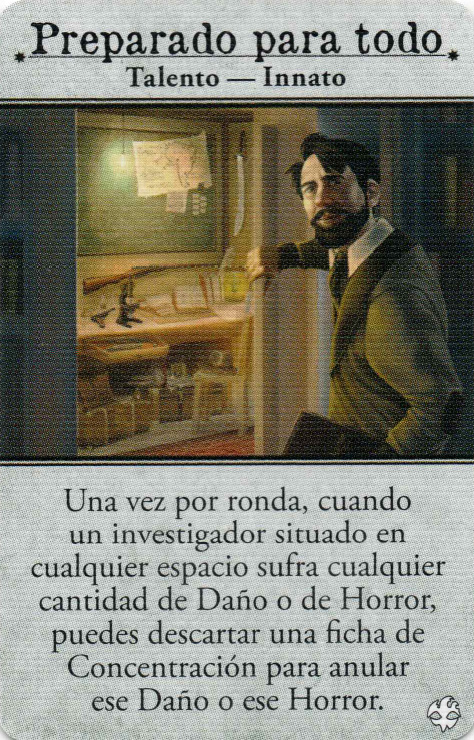 Preparado para todo
Talento — Innato
Una vez por ronda, cuando
un investigador situado en
cualquier espacio sufra cualquier
cantidad de Daño o de Horror,
puedes descartar una ficha de
Concentración para anular
ese Daño o ese Horror.